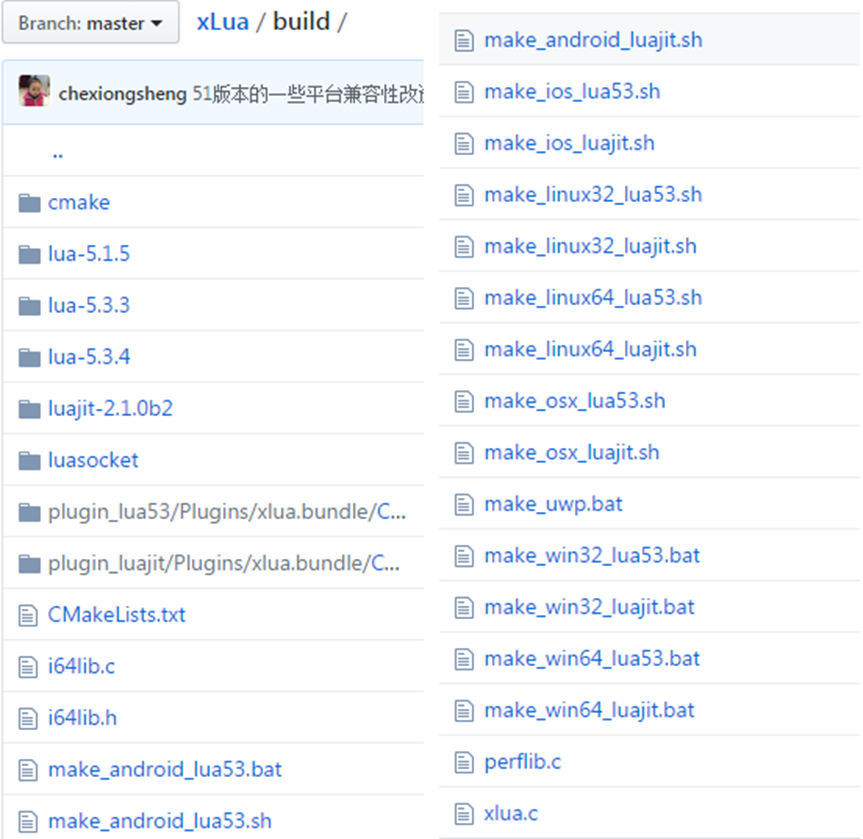 Branch: master
xLua / build /
chexiongsheng 51版本的一些平台兼容性改
..
cmake
lua-5.1.5
lua-5.3.3
lua-5.3.4
luajit-2.1.0b2
luasocket
plugin_lua53/Plugins/xlua.bundle/C...
plugin_luajit/Plugins/xlua.bundle/C...
CMakeLists.txt
i64lib.c
i64lib.h
make_android_lua53.bat
make_android_lua53.sh
make_android_luajit.sh
make_ios_lua53.sh
make_ios_luajit.sh
make_linux32_lua53.sh
make_linux32_luajit.sh
make_linux64_lua53.sh
make_linux64_luajit.sh
make_osx_lua53.sh
make_osx_luajit.sh
make_uwp.bat
make_win32_lua53.bat
make_win32_luajit.bat
make_win64_lua53.bat
make_win64_luajit.bat
perflib.c
xlua.c